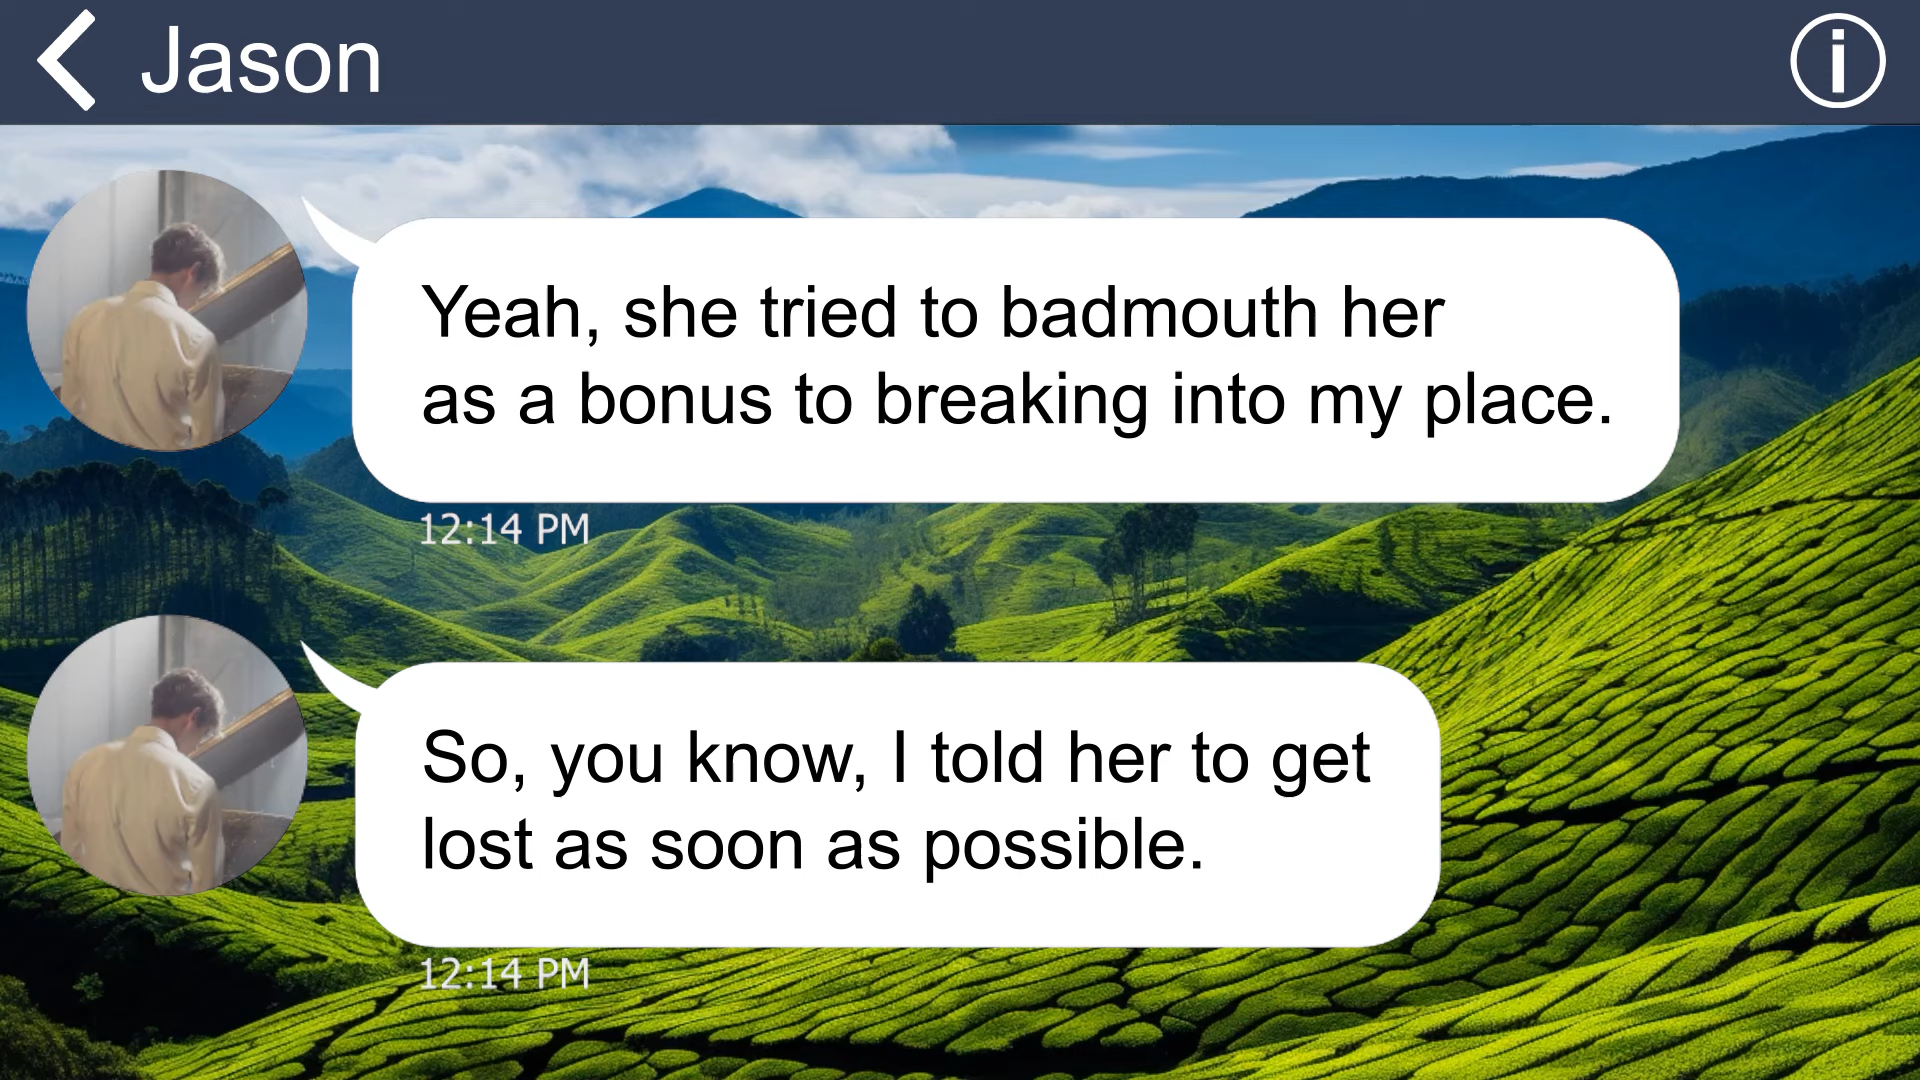 Jason
Yeah, she tried to badmouth her
as a bonus to breaking into my place.
12:14 PM
So, you know, I told her to get
lost as soon as possible.
12:14 PM